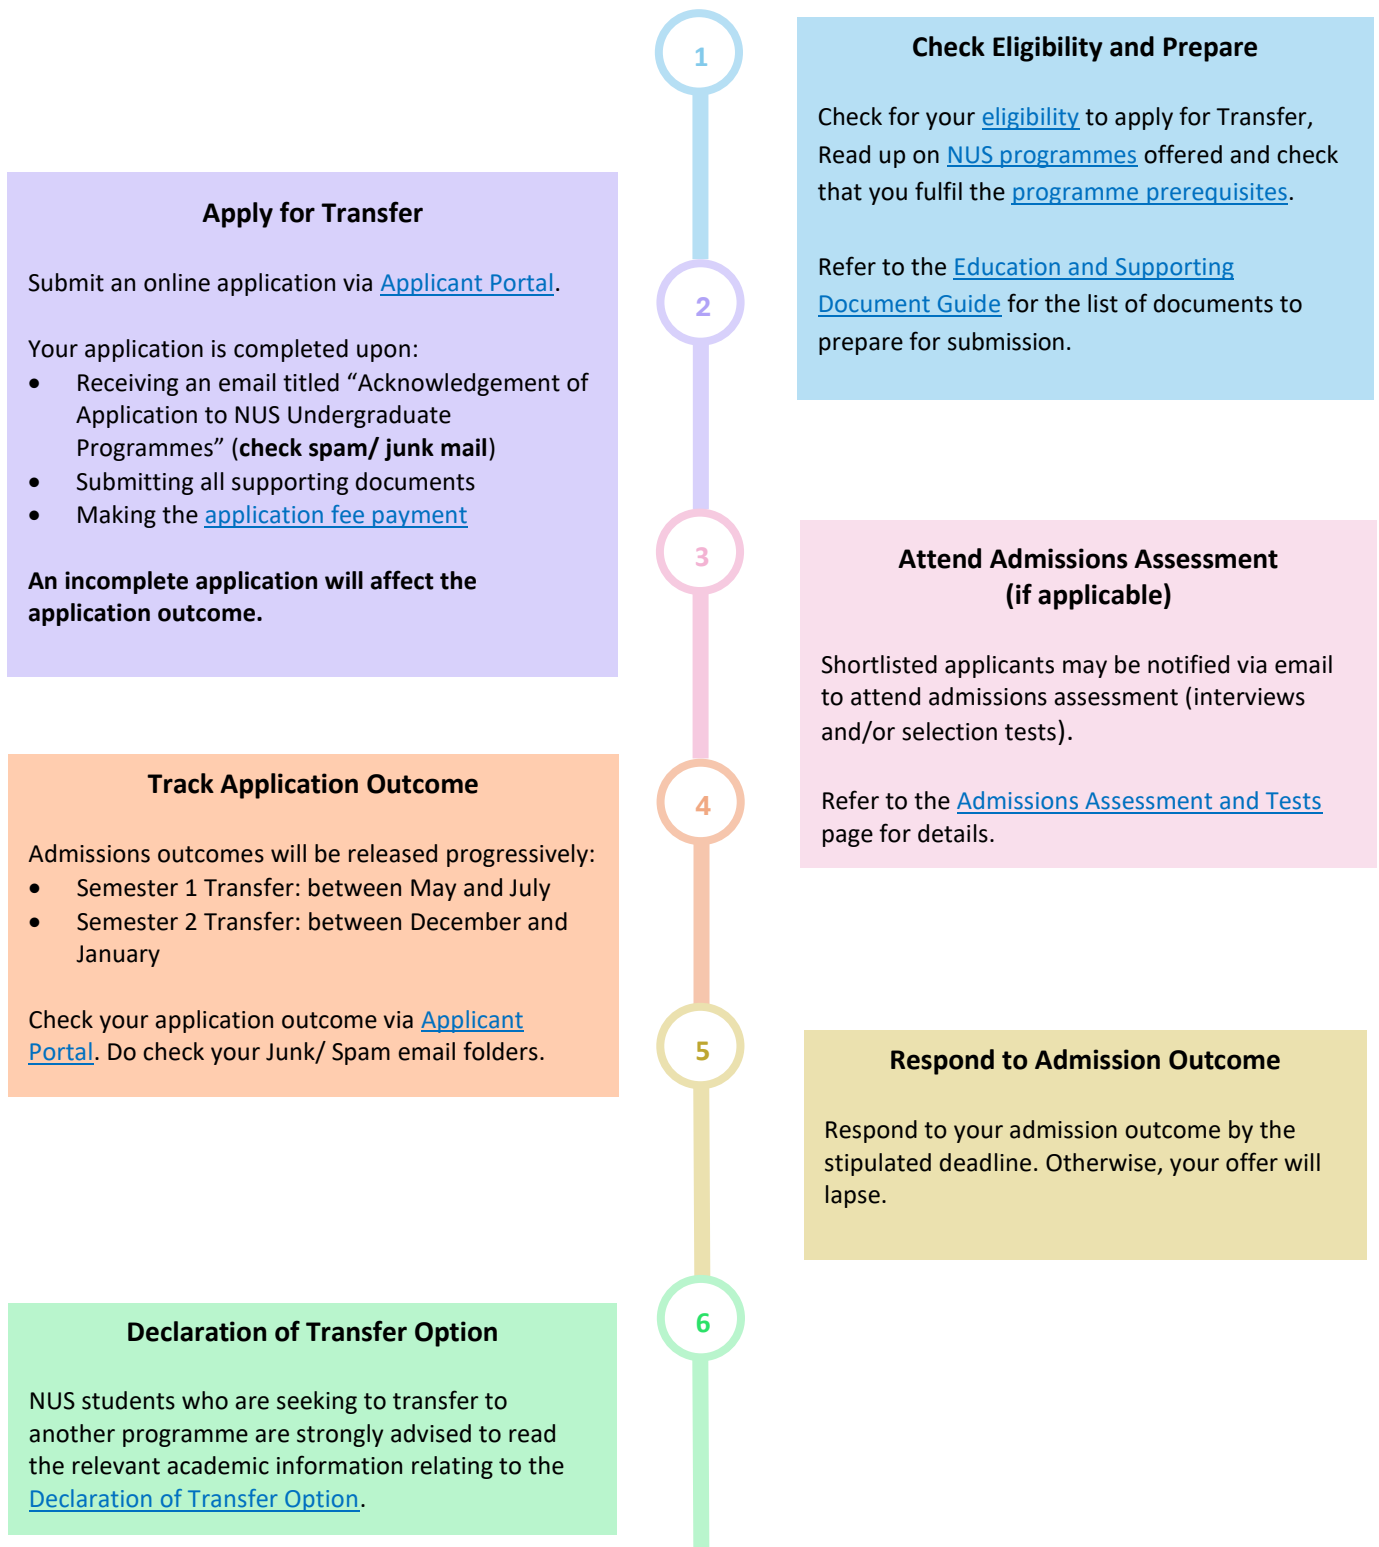 1
Check Eligibility and Prepare
Check for your eligibility to apply for Transfer,
Read up on NUS programmes offered and check
that you fulfil the programme prerequisites.
Refer to the Education and Supporting
Document Guide for the list of documents to
prepare for submission.
2
Apply for Transfer
Submit an online application via Applicant Portal.
Your application is completed upon:
• Receiving an email titled “Acknowledgement of
Application to NUS Undergraduate
Programmes” (check spam/ junk mail)
• Submitting all supporting documents
• Making the application fee payment
An incomplete application will affect the
application outcome.
3
Attend Admissions Assessment
(if applicable)
Shortlisted applicants may be notified via email
to attend admissions assessment (interviews
and/or selection tests).
Refer to the Admissions Assessment and Tests
page for details.
4
Track Application Outcome
Admissions outcomes will be released progressively:
• Semester 1 Transfer: between May and July
• Semester 2 Transfer: between December and
January
Check your application outcome via Applicant
Portal. Do check your Junk/ Spam email folders.
5
Respond to Admission Outcome
Respond to your admission outcome by the
stipulated deadline. Otherwise, your offer will
lapse.
6
Declaration of Transfer Option
NUS students who are seeking to transfer to
another programme are strongly advised to read
the relevant academic information relating to the
Declaration of Transfer Option.